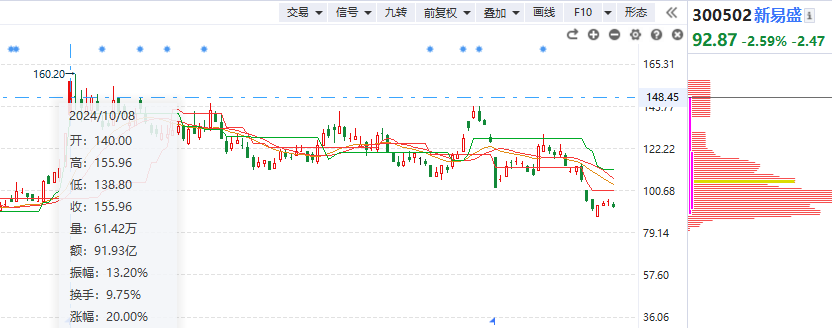 交易 信号 九转 前复权 叠加 画线 F10 形态
300502 新易盛
92.87 -2.59% -2.47
160.20
165.31
148.45
143.77
122.22
100.68
79.14
57.60
36.06
2024/10/08
开: 140.00
高: 155.96
低: 138.80
收: 155.96
量: 61.42万
额: 91.93亿
振幅: 13.20%
换手: 9.75%
涨幅: 20.00%